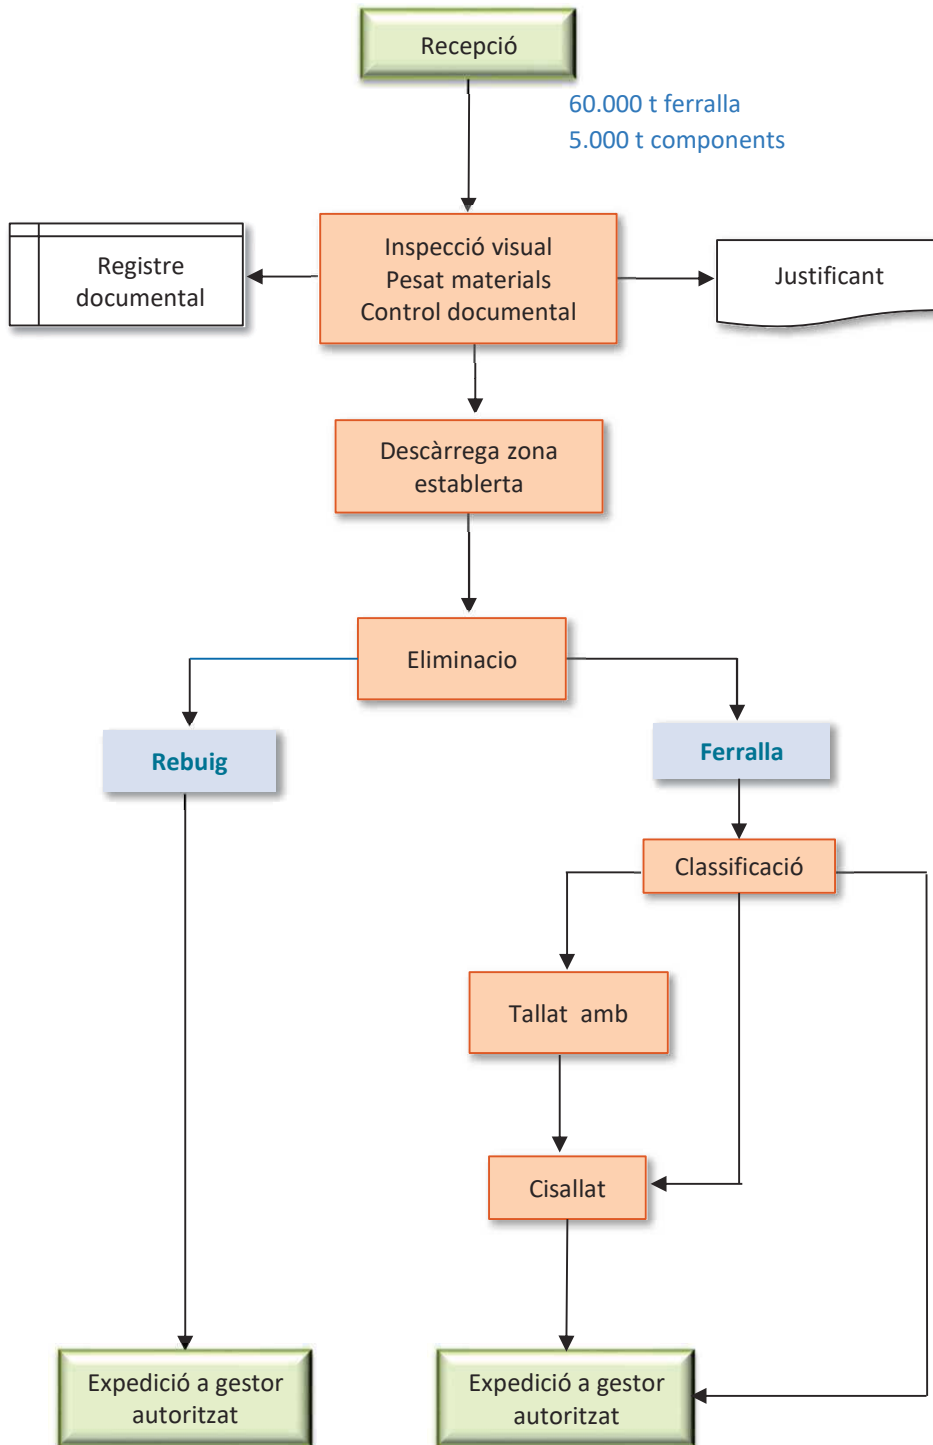 Recepció
60.000 t ferralla
5.000 t components
Registre
documental
Inspecció visual
Pesat materials
Control documental
Justificant
Descàrrega zona
establerta
Eliminacio
Rebuig
Ferralla
Classificació
Tallat amb
Cisallat
Expedició a gestor
autoritzat
Expedició a gestor
autoritzat